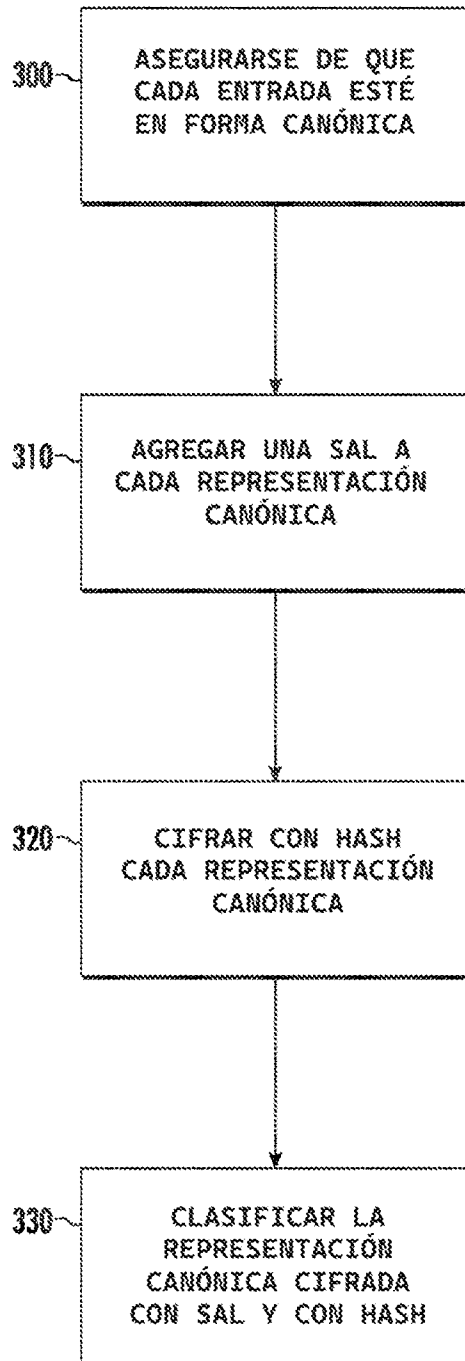 300
ASEGURARSE DE QUE
CADA ENTRADA ESTÉ
EN FORMA CANÓNICA
310
AGREGAR UNA SAL A
CADA REPRESENTACIÓN
CANÓNICA
320
CIFRAR CON HASH
CADA REPRESENTACIÓN
CANÓNICA
330
CLASIFICAR LA
REPRESENTACIÓN
CANÓNICA CIFRADA
CON SAL Y CON HASH